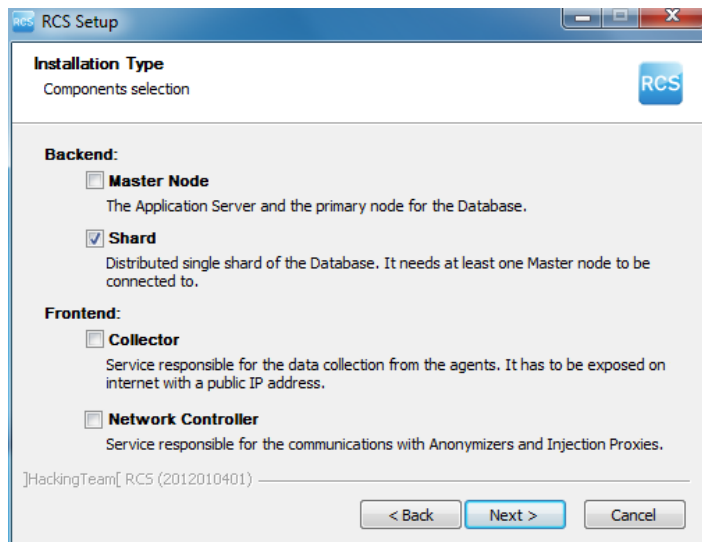 RCS RCS Setup
Installation Type
Components selection
RCS
Backend:
Master Node
The Application Server and the primary node for the Database.
Shard
Distributed single shard of the Database. It needs at least one Master node to be
connected to.
Frontend:
Collector
Service responsible for the data collection from the agents. It has to be exposed on
internet with a public IP address.
Network Controller
Service responsible for the communications with Anonymizers and Injection Proxies.
]HackingTeam[ RCS (2012010401)
< Back Next > Cancel